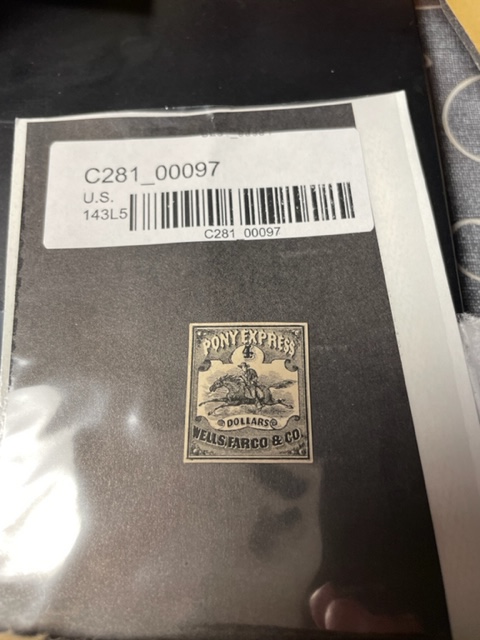 C281_00097
U.S.
143L5
C281_00097
PONY EXPRESS
4
DOLLARS
WELLS, FARGO & CO.